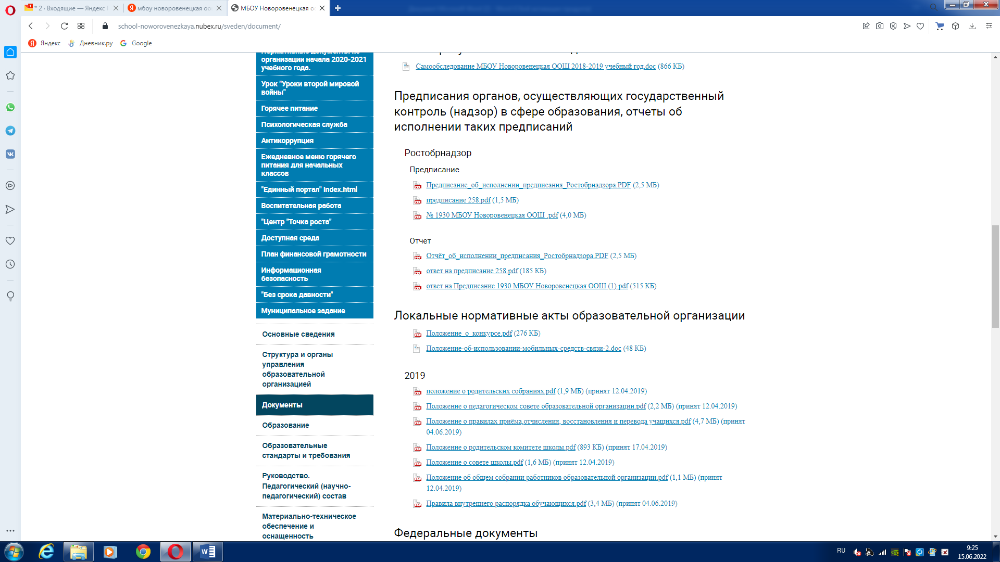 * 2 · Входящие — Яндекс
мбоу новоровенецкая
МБОУ Новоровенецкая
school-noworovenezkaya.nubex.ru/sveden/document/
Яндекс
Дневник.ру
Google
организации начала 2020-2021
учебного года.
Урок "Уроки второй мировой
войны"
Горячее питание
Психологическая служба
Антикоррупция
Ежедневное меню горячего
питания для начальных
классов
"Единный портал" Index.html
Воспитательная работа
"Центр "Точка роста"
Доступная среда
План финансовой грамотности
Информационная
безопасность
"Без срока давности"
Муниципальное задание
Основные сведения
Структура и органы
управления
образовательной
организацией
Документы
Образование
Образовательные
стандарты и требования
Руководство.
Педагогический (научно-
педагогический) состав
Материально-техническое
обеспечение и
оснащенность
Самообследование МБОУ Новоровенецкая ООШ 2018-2019 учебный год.doc (866 КБ)
Предписания органов, осуществляющих государственный
контроль (надзор) в сфере образования, отчеты об
исполнении таких предписаний
Ростобрнадзор
Предписание
Предписание_об_исполнении_предписания_Ростобрнадзора.PDF (2,5 МБ)
предписание 258.pdf (1,5 МБ)
№ 1930 МБОУ Новоровенецкая ООШ .pdf (4,0 МБ)
Отчет
Отчёт_об_исполнении_предписания_Ростобрнадзора.PDF (2,5 МБ)
ответ на предписание 258.pdf (185 КБ)
ответ на Предписание 1930 МБОУ Новоровенецкая ООШ (1).pdf (515 КБ)
Локальные нормативные акты образовательной организации
Положение_о_конкурсе.pdf (276 КБ)
Положение-об-использовании-мобильных-средств-связи-2.doc (48 КБ)
2019
положение о родительских собраниях.pdf (1,9 МБ) (принят 12.04.2019)
Положение о педагогическом совете образовательной организации.pdf (2,2 МБ) (принят 12.04.2019)
Положение о правилах приёма,отчисления, восстановления и перевода учащихся.pdf (4,7 МБ) (принят
04.06.2019)
Положение о родительском комитете школы.pdf (893 КБ) (принят 17.04.2019)
Положение о совете школы.pdf (1,6 МБ) (принят 12.04.2019)
Положение об общем собрании работников образовательной организации.pdf (1,1 МБ) (принят
12.04.2019)
Правила внутреннего распорядка обучающихся.pdf (3,4 МБ) (принят 04.06.2019)
Федеральные документы
RU
9:25
15.06.2022